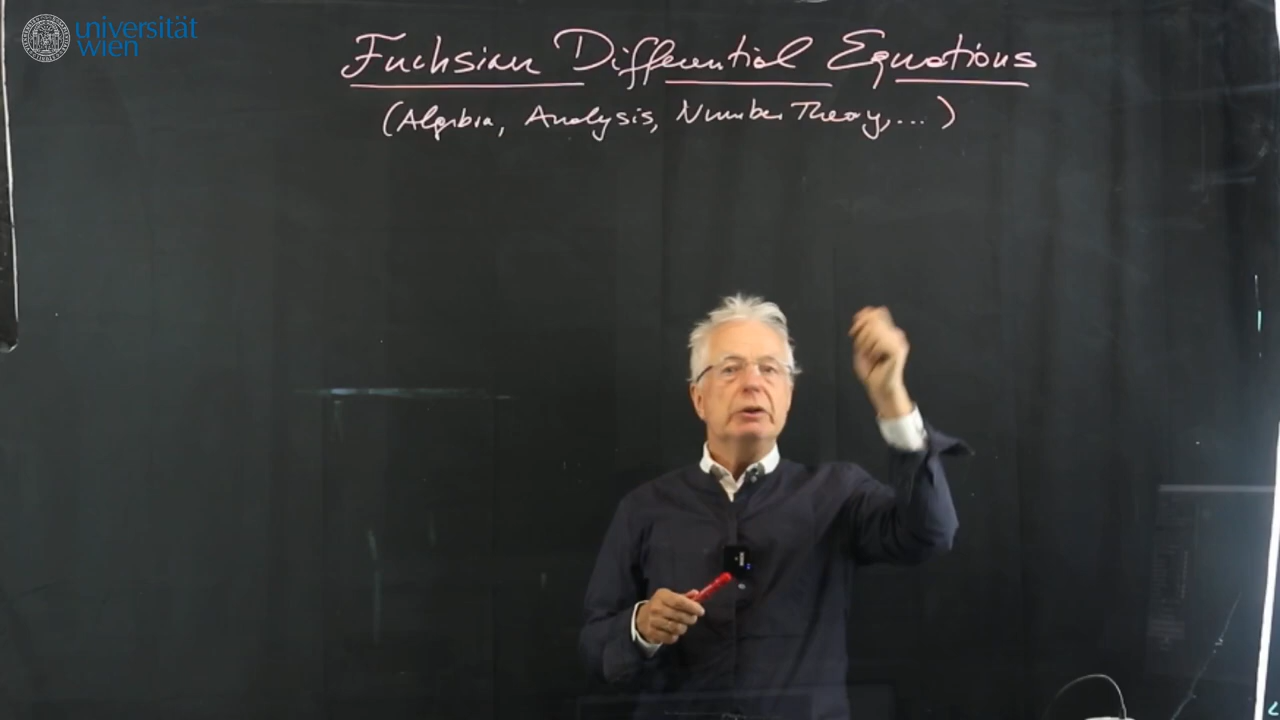 universität
wien
Fuchsian Differential Equations
(Algebra, Analysis, Number Theory, ... )